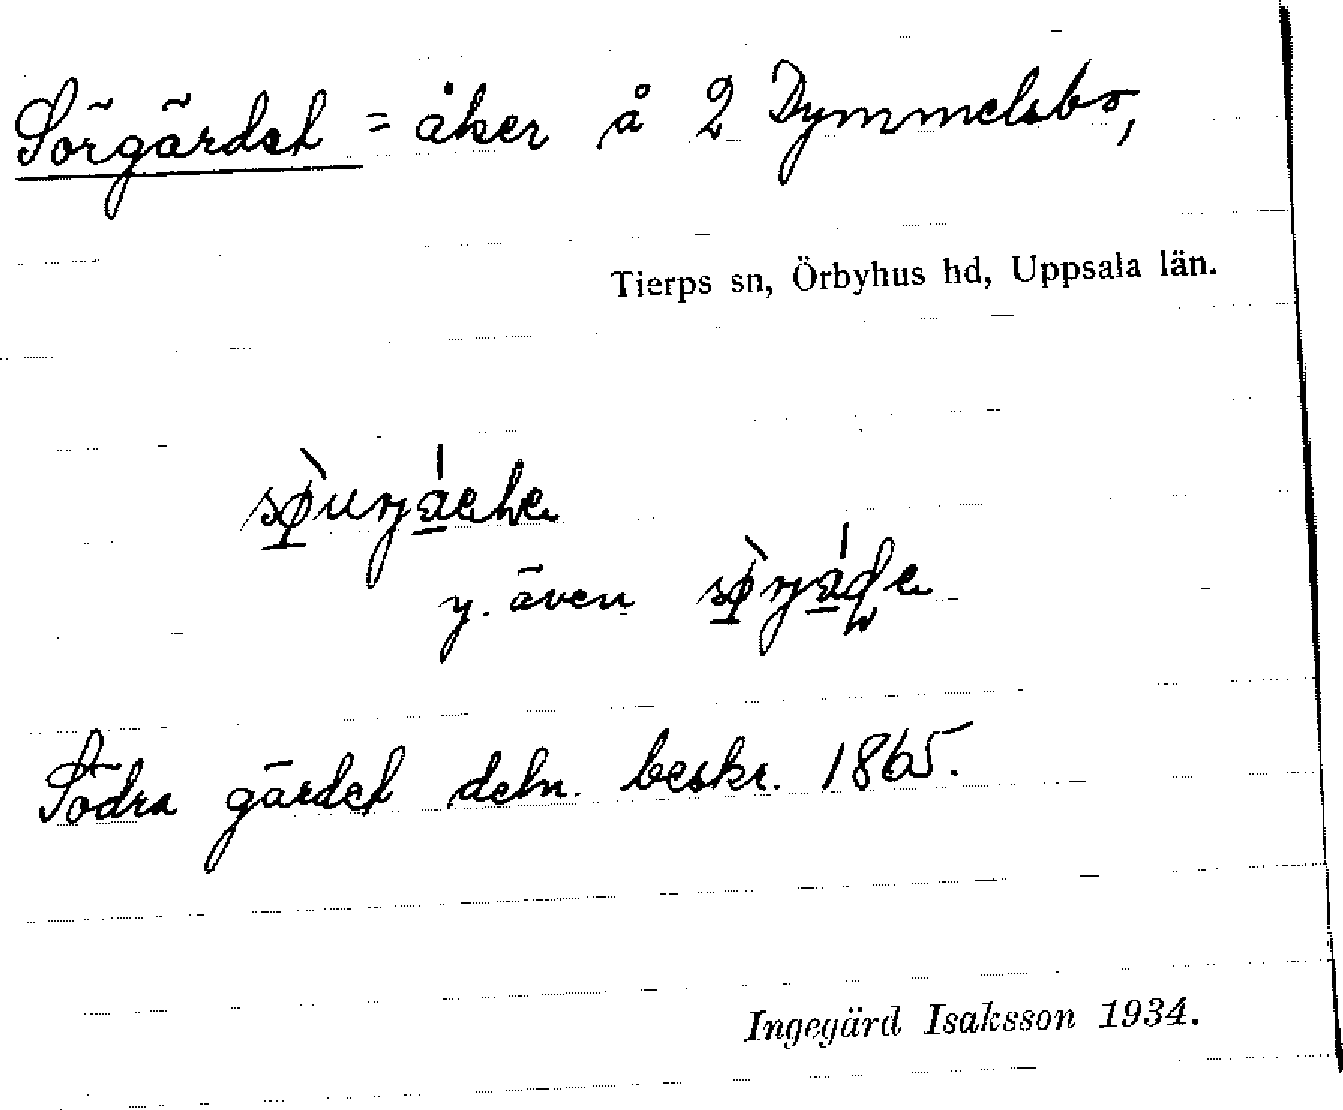 Sörgärdet = åker å 2 Dymmelsbo,
Tierps sn, Örbyhus hd, Uppsala län.
y. även
Södra gärdet deln. beskr. 1865.
Ingegärd Isaksson 1934.